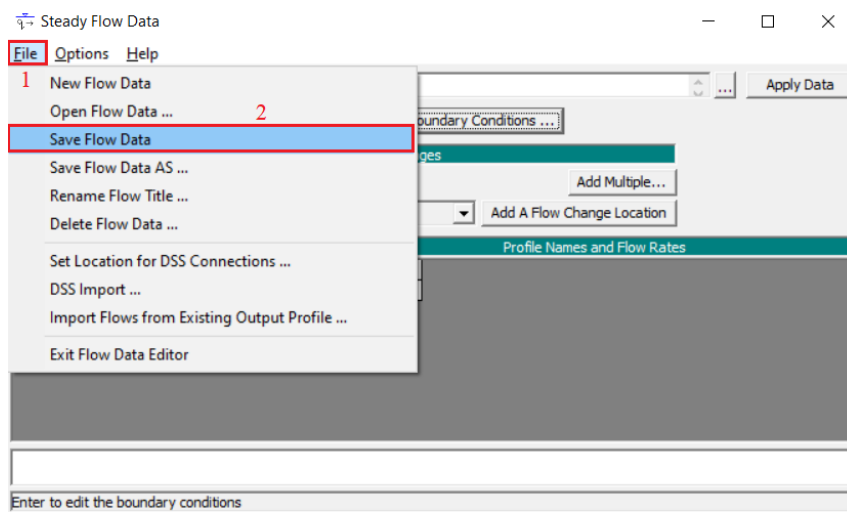 Steady Flow Data
File Options Help
1
New Flow Data
... Apply Data
Open Flow Data ...
2
oundary Conditions ...
Save Flow Data
ges
Save Flow Data AS ...
Add Multiple...
Rename Flow Title ...
Add A Flow Change Location
Delete Flow Data ...
Profile Names and Flow Rates
Set Location for DSS Connections ...
DSS Import ...
Import Flows from Existing Output Profile ...
Exit Flow Data Editor
Enter to edit the boundary conditions